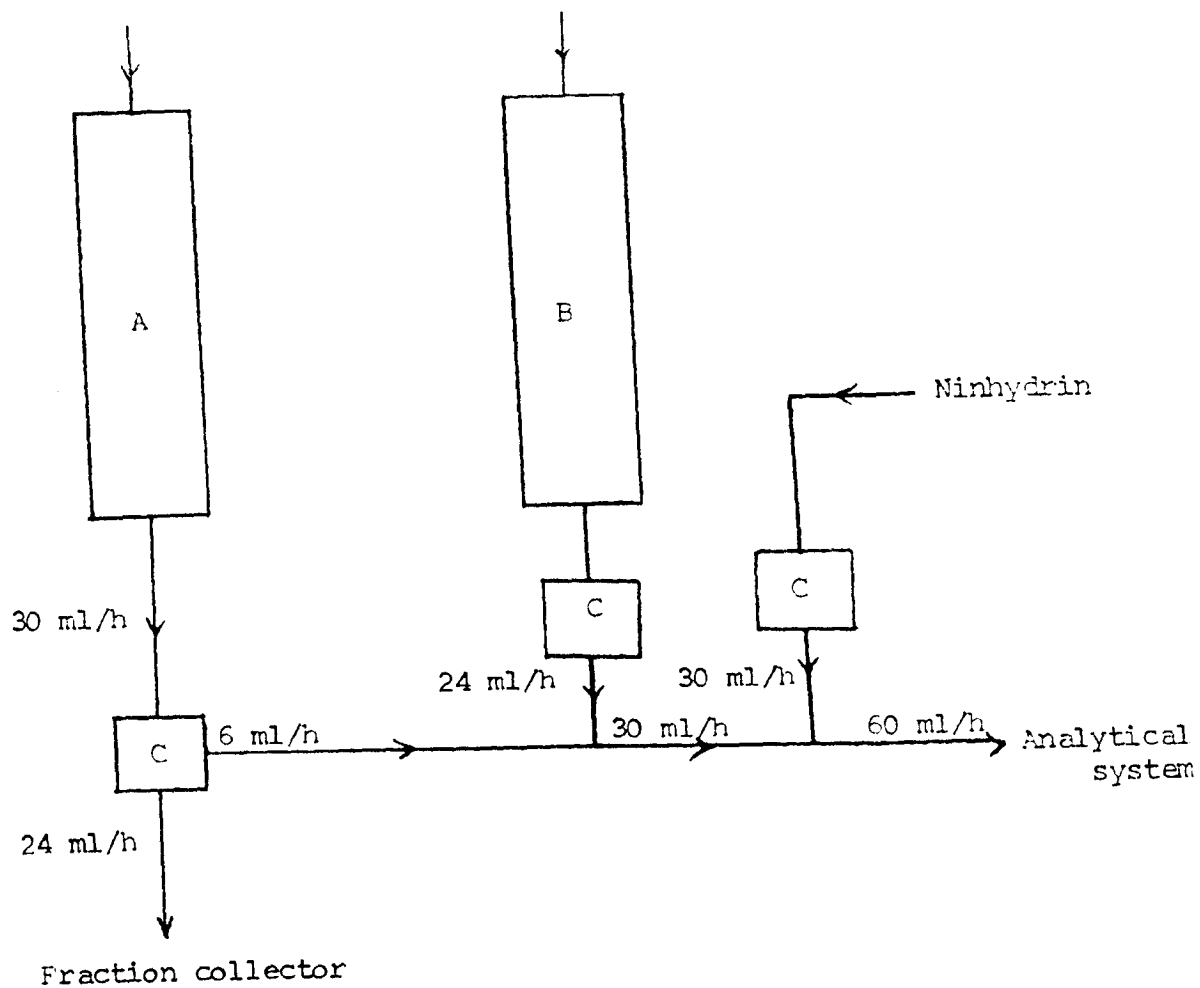 A
B
Ninhydrin
C
C
30 ml/h
24 ml/h
30 ml/h
C
6 ml/h
30 ml/h
60 ml/h
Analytical
system
24 ml/h
Fraction collector